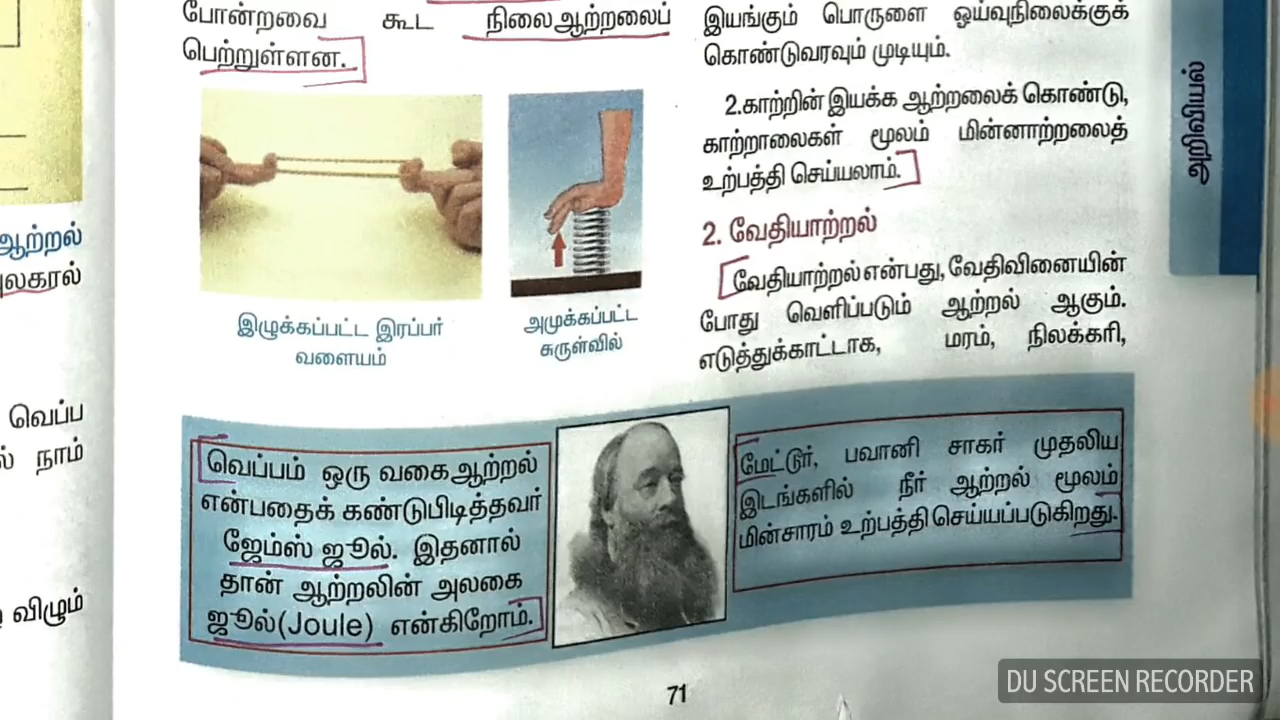 ஆற்றல்
வெப்ப
நாம்
விழும்
போன்றவை கூட நிலைஆற்றலைப்
பெற்றுள்ளன.
இழுக்கப்பட்ட இரப்பர்
வளையம்
அமுக்கப்பட்ட
சுருள்வில்
இயங்கும் பொருளை ஓய்வுநிலைக்குக்
கொண்டுவரவும் முடியும்.
2.காற்றின் இயக்க ஆற்றலைக் கொண்டு,
காற்றாலைகள் மூலம் மின்னாற்றலைத்
உற்பத்தி செய்யலாம்.
2. வேதியாற்றல்
வேதியாற்றல் என்பது, வேதிவினையின்
போது வெளிப்படும் ஆற்றல் ஆகும்.
எடுத்துக்காட்டாக, மரம், நிலக்கரி,
அறிவியல்
வெப்பம் ஒரு வகைஆற்றல்
என்பதைக் கண்டுபிடித்தவர்
ஜேம்ஸ் ஜூல். இதனால்
தான் ஆற்றலின் அலகை
ஜூல்(Joule) என்கிறோம்.
மேட்டூர், பவானி சாகர் முதலிய
இடங்களில் நீர் ஆற்றல் மூலம்
மின்சாரம் உற்பத்தி செய்யப்படுகிறது.
71
DU SCREEN RECORDER